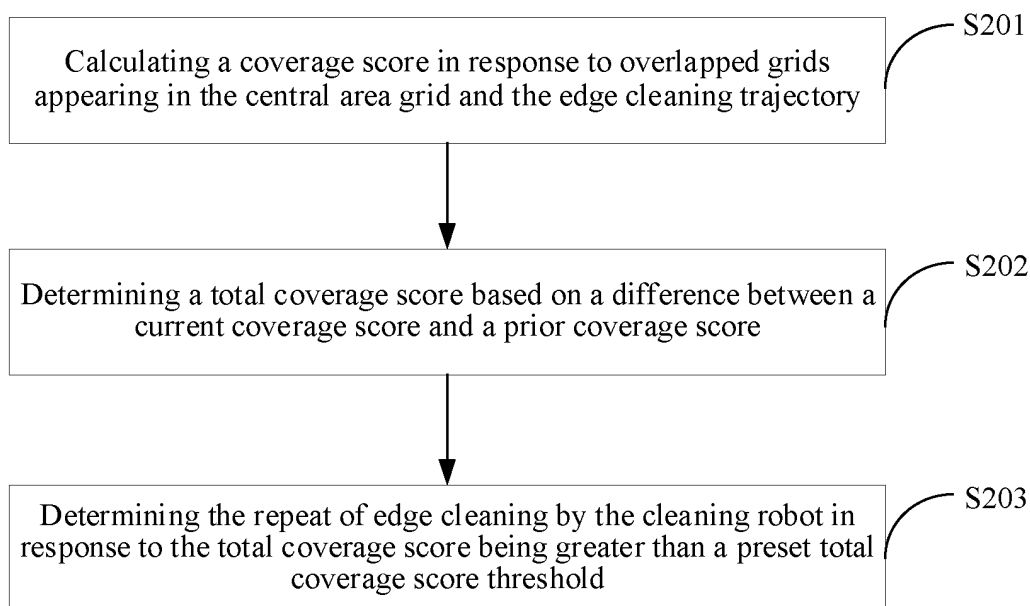 S201
Calculating a coverage score in response to overlapped grids
appearing in the central area grid and the edge cleaning trajectory
S202
Determining a total coverage score based on a difference between a
current coverage score and a prior coverage score
S203
Determining the repeat of edge cleaning by the cleaning robot in
response to the total coverage score being greater than a preset total
coverage score threshold